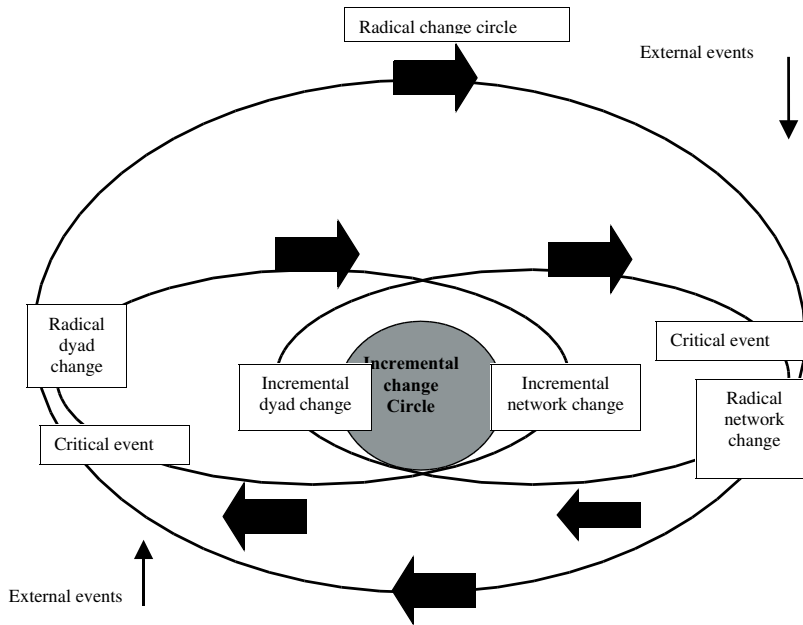 Radical change circle
External events
Radical
dyad
change
Critical event
Incremental
change
Circle
Incremental
dyad change
Incremental
network change
Radical
network
change
Critical event
External events